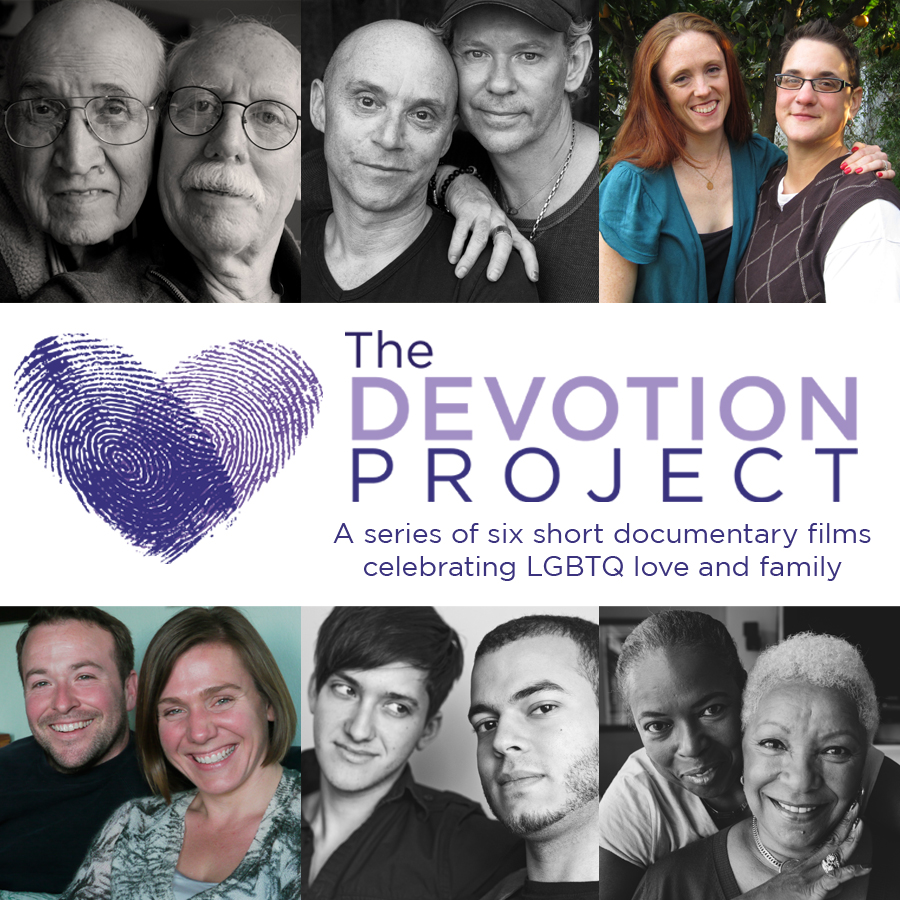 The
DEVOTION
PROJECT
A series of six short documentary films
celebrating LGBTQ love and family